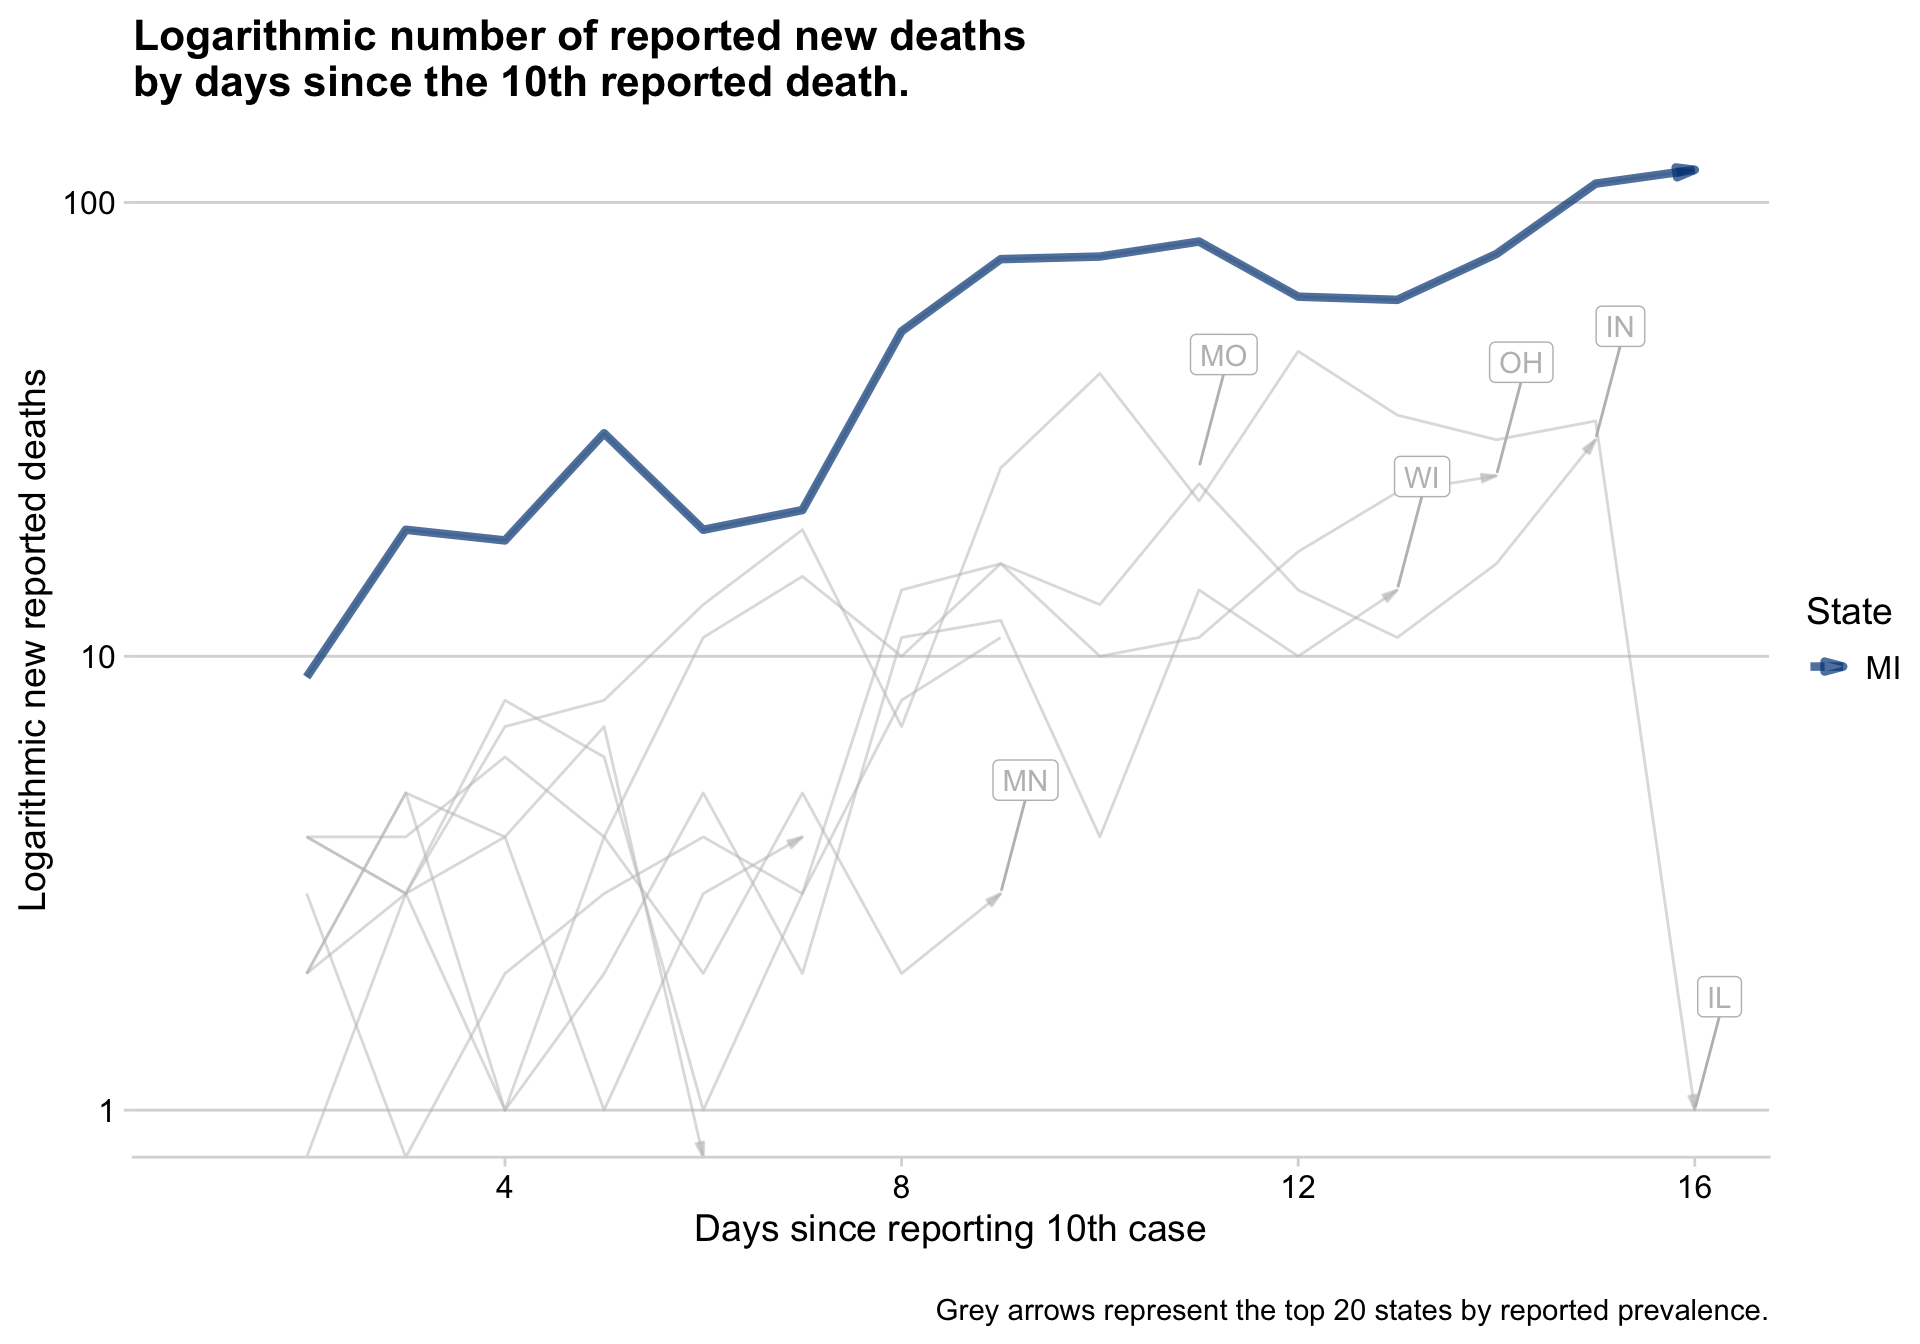 Logarithmic number of reported new deaths
by days since the 10th reported death.
100
10
1
Logarithmic new reported deaths
MO
OH
IN
WI
MN
IL
State
MI
4
8
12
16
Days since reporting 10th case
Grey arrows represent the top 20 states by reported prevalence.